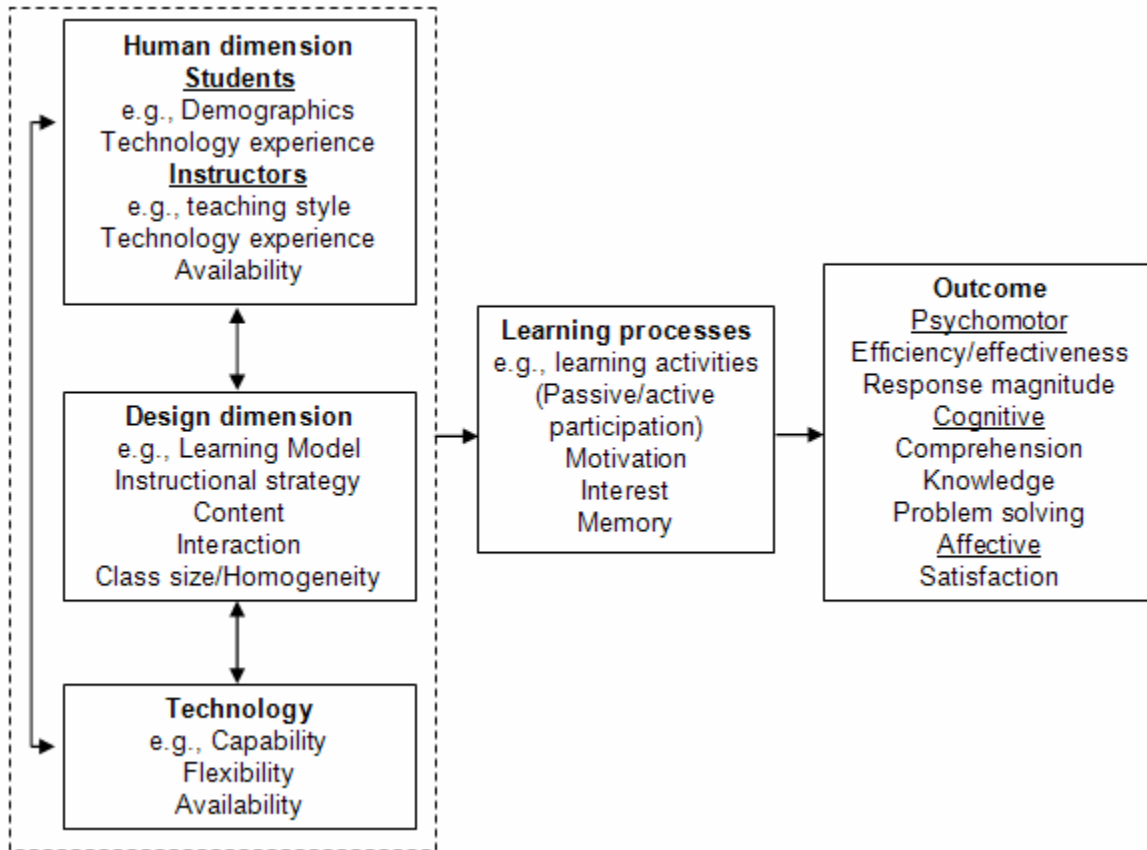 Human dimension
Students
e.g., Demographics
Technology experience
Instructors
e.g., teaching style
Technology experience
Availability
Design dimension
e.g., Learning Model
Instructional strategy
Content
Interaction
Class size/Homogeneity
Technology
e.g., Capability
Flexibility
Availability
Learning processes
e.g., learning activities
(Passive/active
participation)
Motivation
Interest
Memory
Outcome
Psychomotor
Efficiency/effectiveness
Response magnitude
Cognitive
Comprehension
Knowledge
Problem solving
Affective
Satisfaction